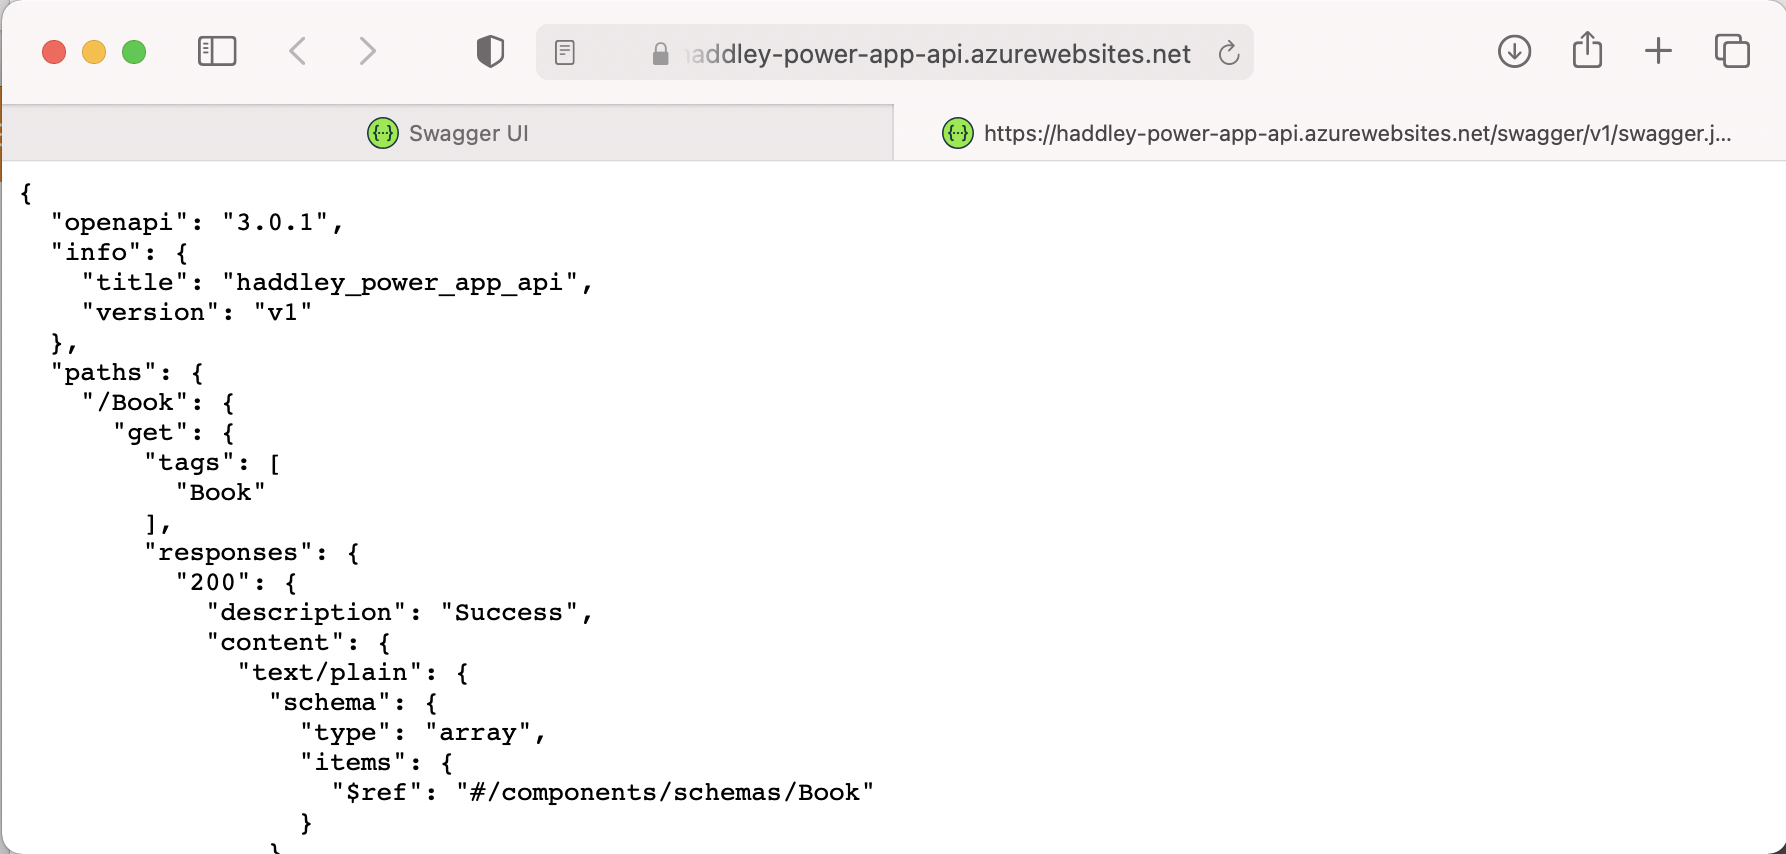 haddley-power-app-api.azurewebsites.net
Swagger UI
https://haddley-power-app-api.azurewebsites.net/swagger/v1/swagger.j...
{
  "openapi": "3.0.1",
  "info": {
    "title": "haddley_power_app_api",
    "version": "v1"
  },
  "paths": {
    "/Book": {
      "get": {
        "tags": [
          "Book"
        ],
        "responses": {
          "200": {
            "description": "Success",
            "content": {
              "text/plain": {
                "schema": {
                  "type": "array",
                  "items": {
                    "$ref": "#/components/schemas/Book"
                  }
                }